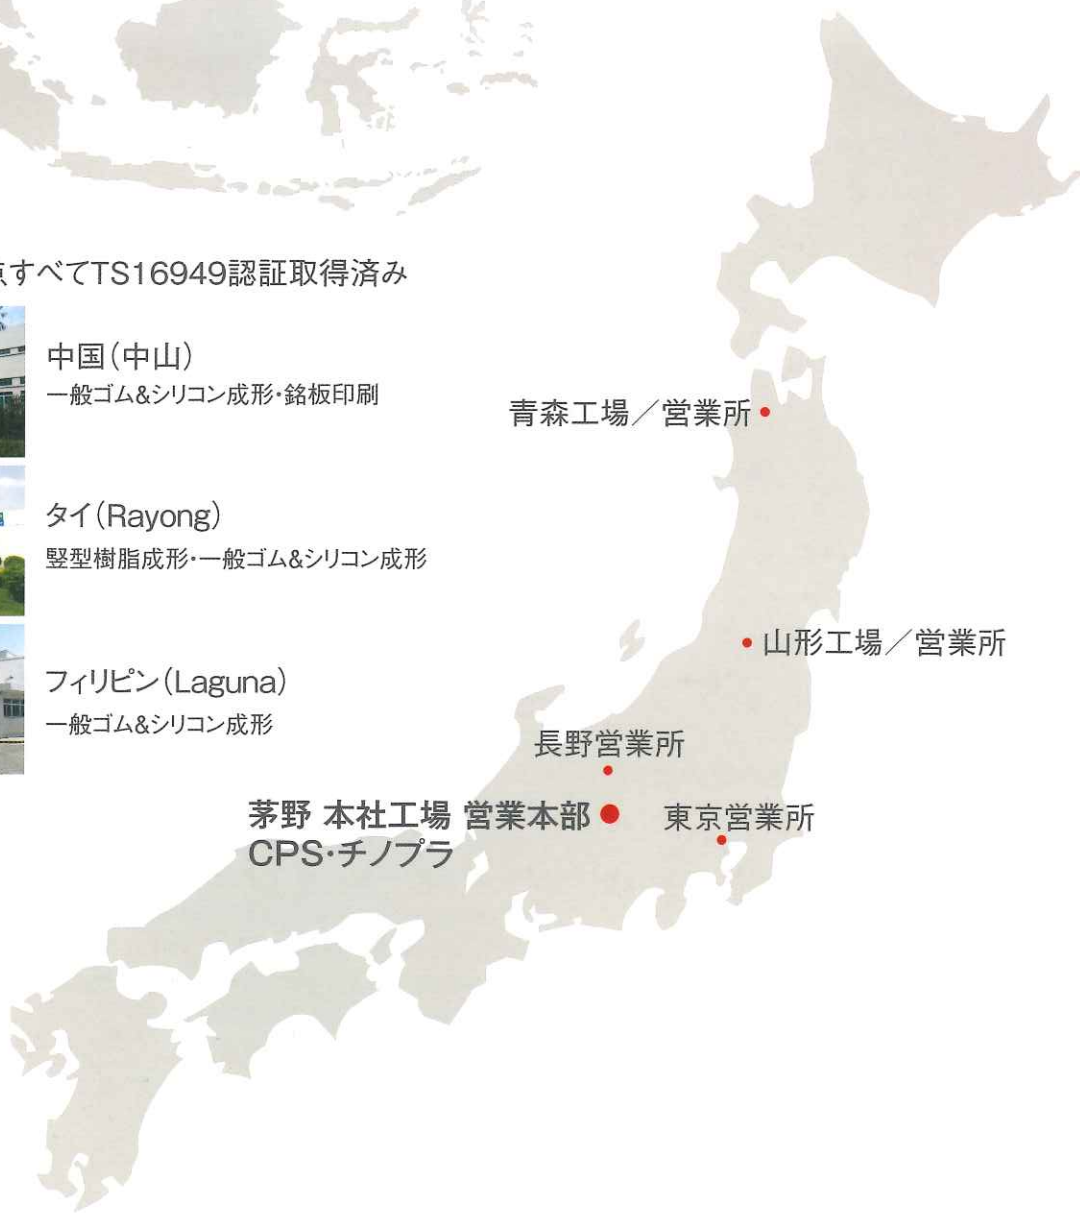 すべてTS16949認証取得済み
中国(中山)
一般ゴム&シリコン成形・銘板印刷
タイ(Rayong)
竪型樹脂成形・一般ゴム&シリコン成形
フィリピン(Laguna)
一般ゴム&シリコン成形
青森工場／営業所
山形工場／営業所
長野営業所
茅野 本社工場 営業本部
CPS・チノプラ
東京営業所